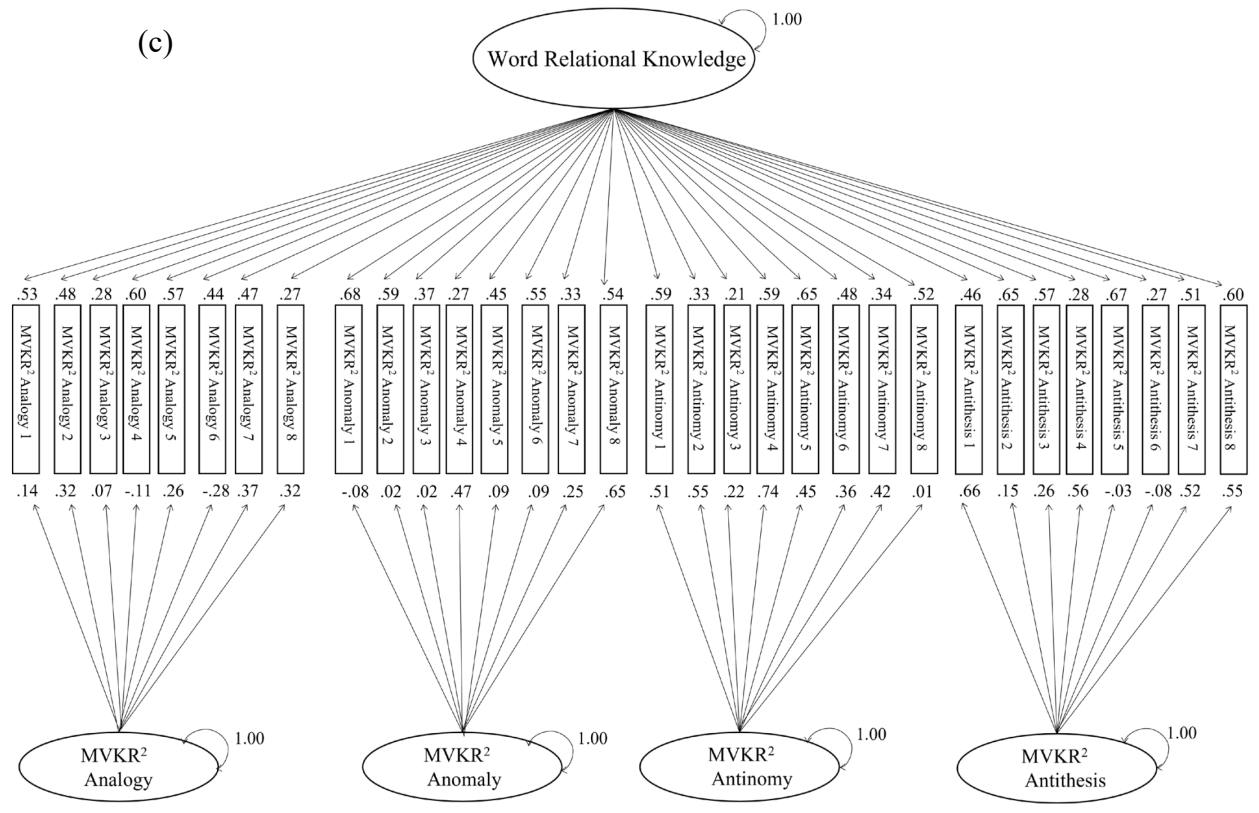 (c)
1.00
Word Relational Knowledge
.53 .48 .28 .60 .57 .44 .47 .27 .68 .59 .37 .27 .45 .55 .33 .54 .59 .33 .21 .59 .65 .48 .34 .52 .46 .65 .57 .28 .67 .27 .51 .60
MVKR² Analogy 1
MVKR² Analogy 2
MVKR² Analogy 3
MVKR² Analogy 4
MVKR² Analogy 5
MVKR² Analogy 6
MVKR² Analogy 7
MVKR² Analogy 8
MVKR² Anomaly 1
MVKR² Anomaly 2
MVKR² Anomaly 3
MVKR² Anomaly 4
MVKR² Anomaly 5
MVKR² Anomaly 6
MVKR² Anomaly 7
MVKR² Anomaly 8
MVKR² Antinomy 1
MVKR² Antinomy 2
MVKR² Antinomy 3
MVKR² Antinomy 4
MVKR² Antinomy 5
MVKR² Antinomy 6
MVKR² Antinomy 7
MVKR² Antinomy 8
MVKR² Antithesis 1
MVKR² Antithesis 2
MVKR² Antithesis 3
MVKR² Antithesis 4
MVKR² Antithesis 5
MVKR² Antithesis 6
MVKR² Antithesis 7
MVKR² Antithesis 8
.14 .32 .07 -.11 .26 -.28 .37 .32 -.08 .02 .02 .47 .09 .09 .25 .65 .51 .55 .22 .74 .45 .36 .42 .01 .66 .15 .26 .56 -.03 -.08 .52 .55
MVKR²
Analogy
1.00
MVKR²
Anomaly
1.00
MVKR²
Antinomy
1.00
MVKR²
Antithesis
1.00